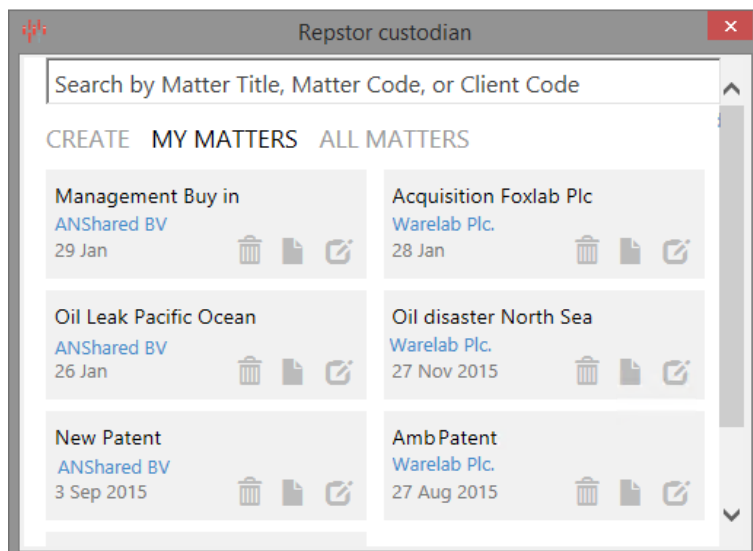 Repstor custodian
Search by Matter Title, Matter Code, or Client Code
CREATE MY MATTERS ALL MATTERS
Management Buy in
ANShared BV
29 Jan
Acquisition Foxlab Plc
Warelab Plc.
28 Jan
Oil Leak Pacific Ocean
ANShared BV
26 Jan
Oil disaster North Sea
Warelab Plc.
27 Nov 2015
New Patent
ANShared BV
3 Sep 2015
Amb Patent
Warelab Plc.
27 Aug 2015